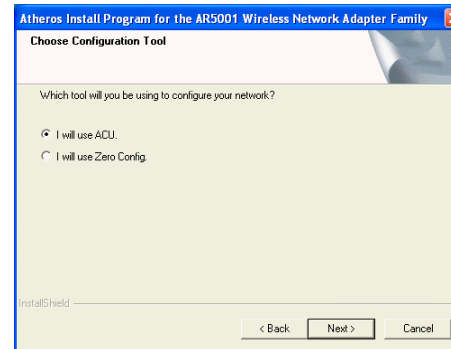 Atheros Install Program for the AR5001 Wireless Network Adapter Family
Choose Configuration Tool
Which tool will you be using to configure your network?
I will use ACU.
I will use Zero Config.
InstallShield
< Back
Next >
Cancel